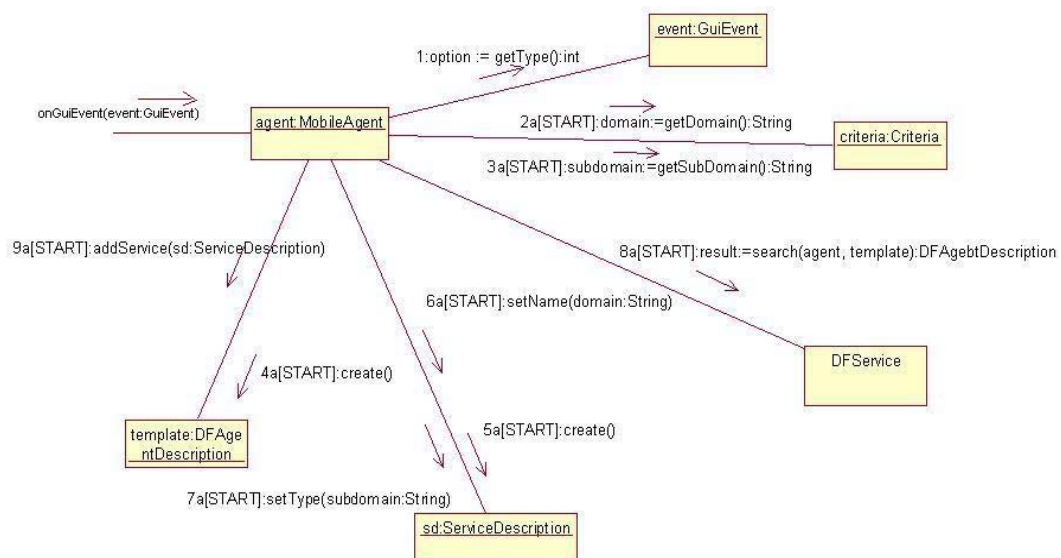 event:GuiEvent
1:option := getType():int
onGuiEvent(event:GuiEvent)
agent:MobileAgent
2a[START]:domain:=getDomain():String
criteria:Criteria
3a[START]:subdomain:=getSubDomain():String
9a[START]:addService(sd:ServiceDescription)
8a[START]:result:=search(agent, template):DFAgebtDescription
6a[START]:setName(domain:String)
DFService
4a[START]:create()
template:DFAge
ntDescription
5a[START]:create()
7a[START]:setType(subdomain:String)
sd:ServiceDescription